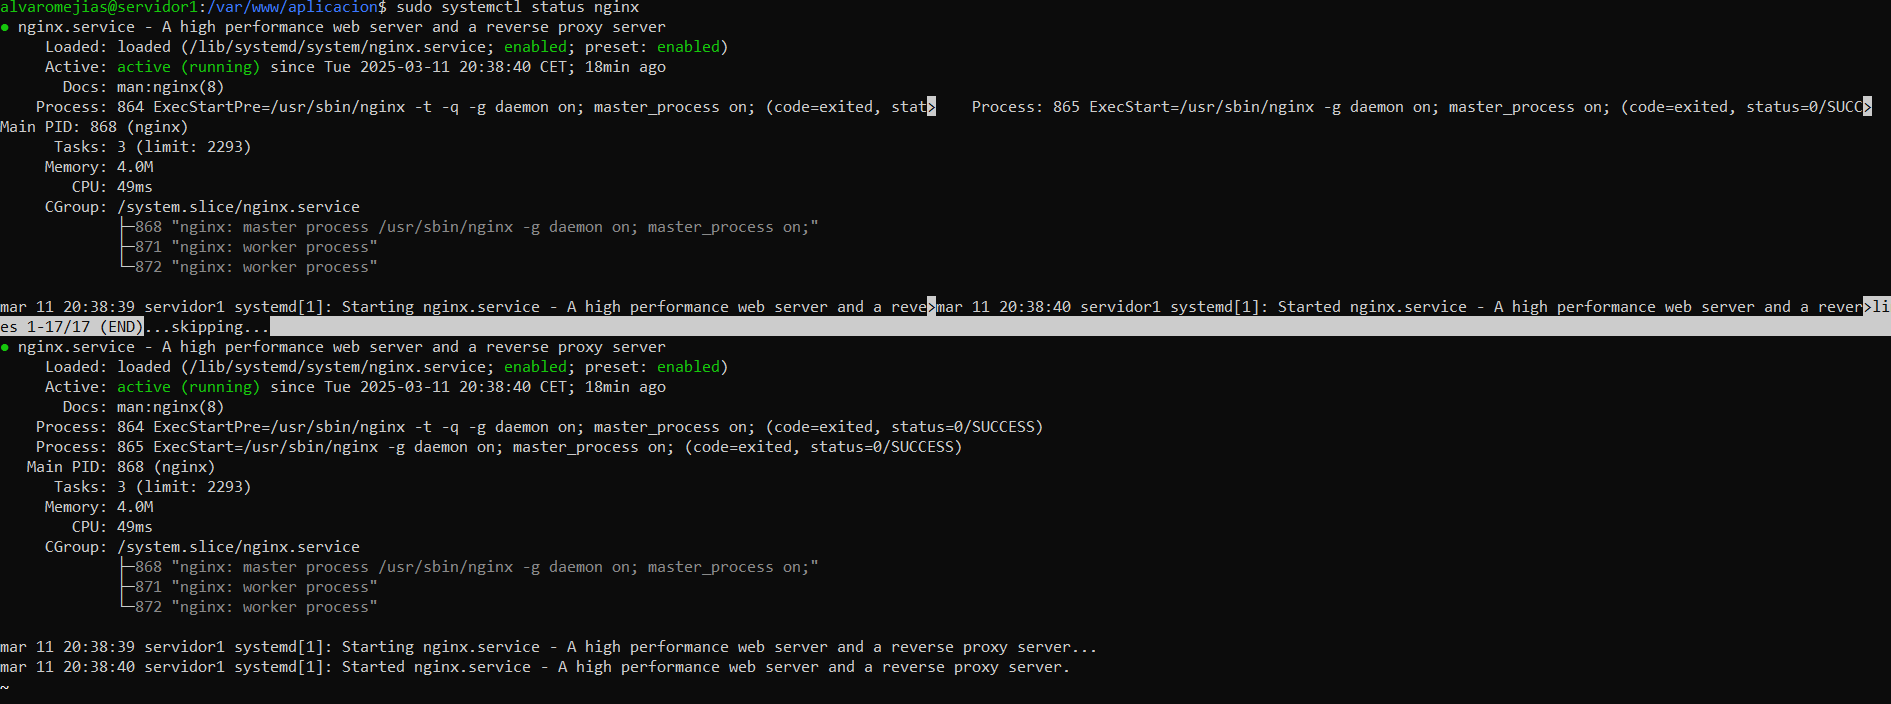 alvaromejias@servidor1:/var/www/aplicacion$ sudo systemctl status nginx
● nginx.service - A high performance web server and a reverse proxy server
     Loaded: loaded (/lib/systemd/system/nginx.service; enabled; preset: enabled)
     Active: active (running) since Tue 2025-03-11 20:38:40 CET; 18min ago
       Docs: man:nginx(8)
    Process: 864 ExecStartPre=/usr/sbin/nginx -t -q -g daemon on; master_process on; (code=exited, stat>    Process: 865 ExecStart=/usr/sbin/nginx -g daemon on; master_process on; (code=exited, status=0/SUCC>
Main PID: 868 (nginx)
      Tasks: 3 (limit: 2293)
     Memory: 4.0M
        CPU: 49ms
     CGroup: /system.slice/nginx.service
             ├─868 "nginx: master process /usr/sbin/nginx -g daemon on; master_process on;"
             ├─871 "nginx: worker process"
             └─872 "nginx: worker process"

mar 11 20:38:39 servidor1 systemd[1]: Starting nginx.service - A high performance web server and a reve>mar 11 20:38:40 servidor1 systemd[1]: Started nginx.service - A high performance web server and a rever>li
es 1-17/17 (END)...skipping...
● nginx.service - A high performance web server and a reverse proxy server
     Loaded: loaded (/lib/systemd/system/nginx.service; enabled; preset: enabled)
     Active: active (running) since Tue 2025-03-11 20:38:40 CET; 18min ago
       Docs: man:nginx(8)
    Process: 864 ExecStartPre=/usr/sbin/nginx -t -q -g daemon on; master_process on; (code=exited, status=0/SUCCESS)
    Process: 865 ExecStart=/usr/sbin/nginx -g daemon on; master_process on; (code=exited, status=0/SUCCESS)
   Main PID: 868 (nginx)
      Tasks: 3 (limit: 2293)
     Memory: 4.0M
        CPU: 49ms
     CGroup: /system.slice/nginx.service
             ├─868 "nginx: master process /usr/sbin/nginx -g daemon on; master_process on;"
             ├─871 "nginx: worker process"
             └─872 "nginx: worker process"

mar 11 20:38:39 servidor1 systemd[1]: Starting nginx.service - A high performance web server and a reverse proxy server...
mar 11 20:38:40 servidor1 systemd[1]: Started nginx.service - A high performance web server and a reverse proxy server.
~